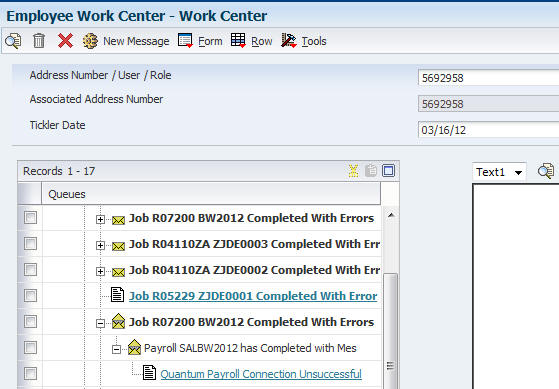 Employee Work Center - Work Center
New Message Form Row Tools
Address Number / User / Role 5692958
Associated Address Number 5692958
Tickler Date 03/16/12
Records 1 - 17 Text1
Queues
Job R07200 BW2012 Completed With Errors
Job R04110ZA ZJDE0003 Completed With Err
Job R04110ZA ZJDE0002 Completed With Err
Job R05229 ZJDE0001 Completed With Error
Job R07200 BW2012 Completed With Errors
Payroll SALBW2012 has Completed with Mes
Quantum Payroll Connection Unsuccessful